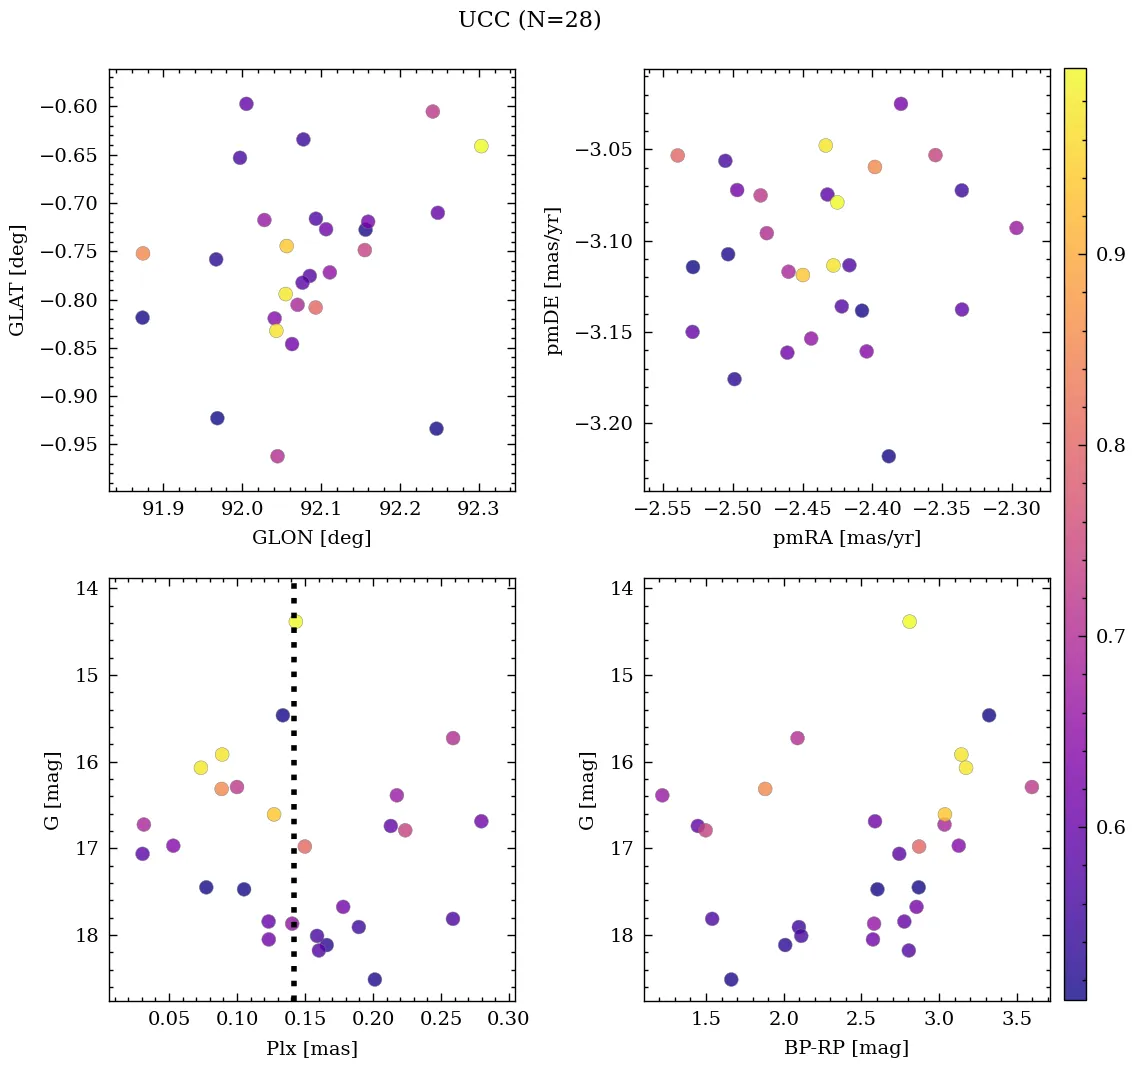 UCC (N=28)
−0.60
−0.65
−0.70
−0.75
−0.80
−0.85
−0.90
−0.95
GLAT [deg]
91.9 92.0 92.1 92.2 92.3
GLON [deg]
−3.05
−3.10
−3.15
−3.20
pmDE [mas/yr]
−2.55 −2.50 −2.45 −2.40 −2.35 −2.30
pmRA [mas/yr]
14
15
16
17
18
G [mag]
0.05 0.10 0.15 0.20 0.25 0.30
Plx [mas]
14
15
16
17
18
G [mag]
1.5 2.0 2.5 3.0 3.5
BP-RP [mag]
0.9
0.8
0.7
0.6